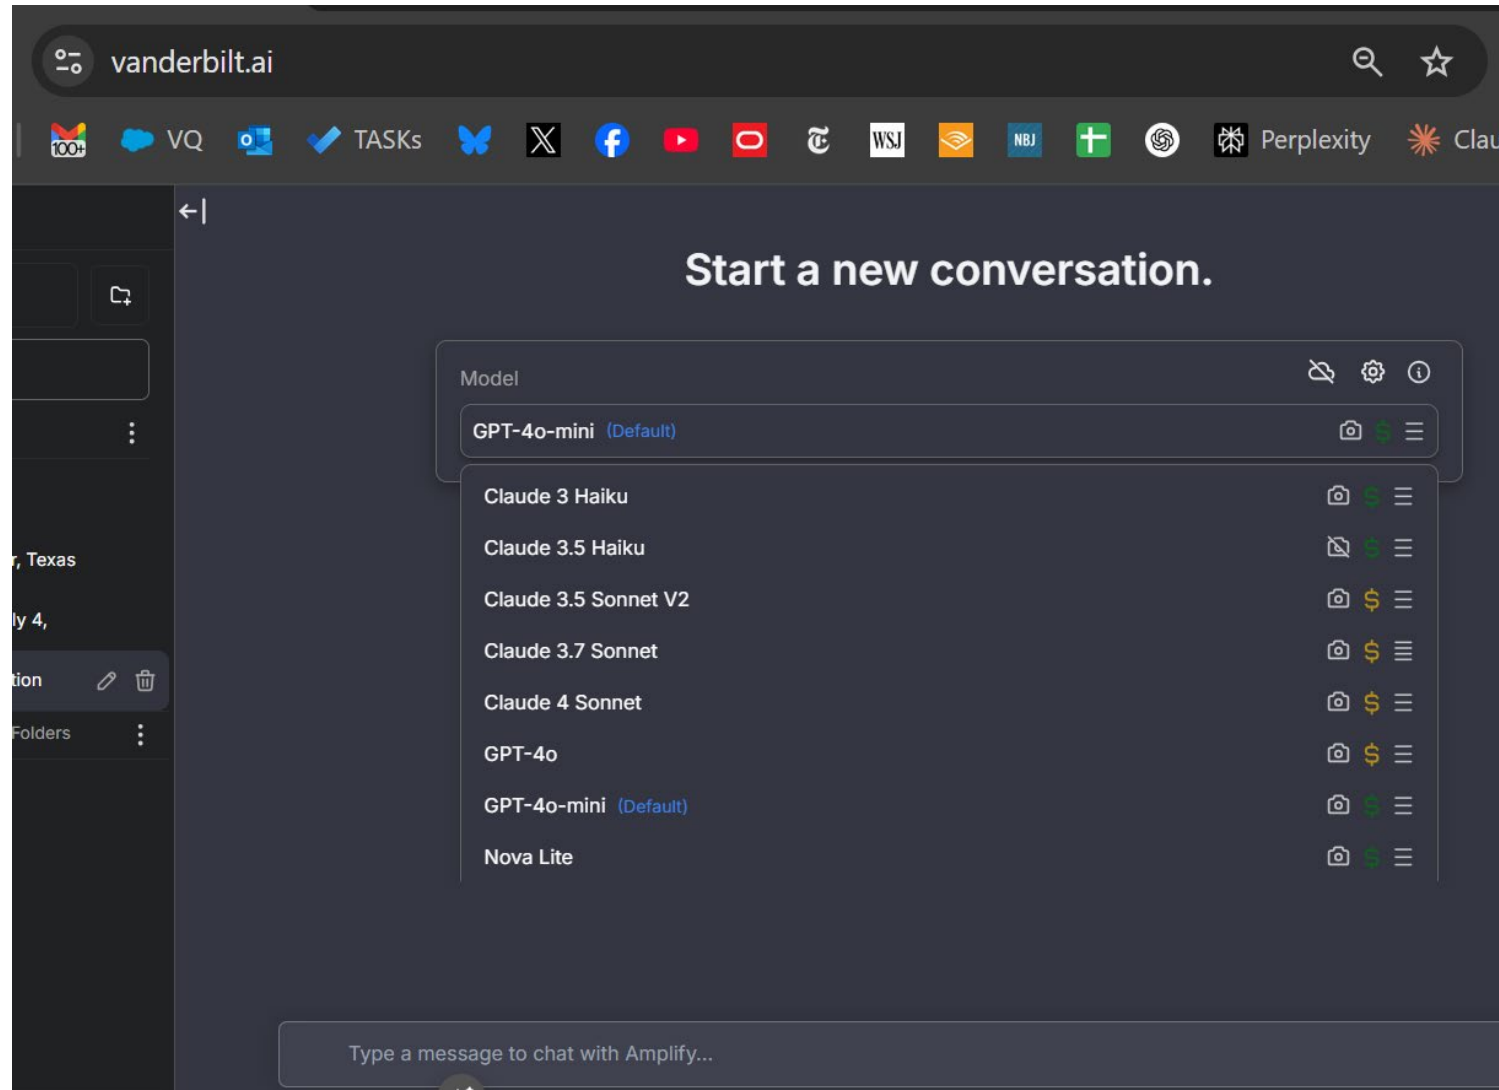 vanderbilt.ai
100+ VQ TASKs WSJ NBJ Perplexity Clau
Start a new conversation.
Model
GPT-4o-mini (Default)
Claude 3 Haiku
Claude 3.5 Haiku
r, Texas
Claude 3.5 Sonnet V2
ly 4,
Claude 3.7 Sonnet
tion
Claude 4 Sonnet
Folders
GPT-4o
GPT-4o-mini (Default)
Nova Lite
Type a message to chat with Amplify...